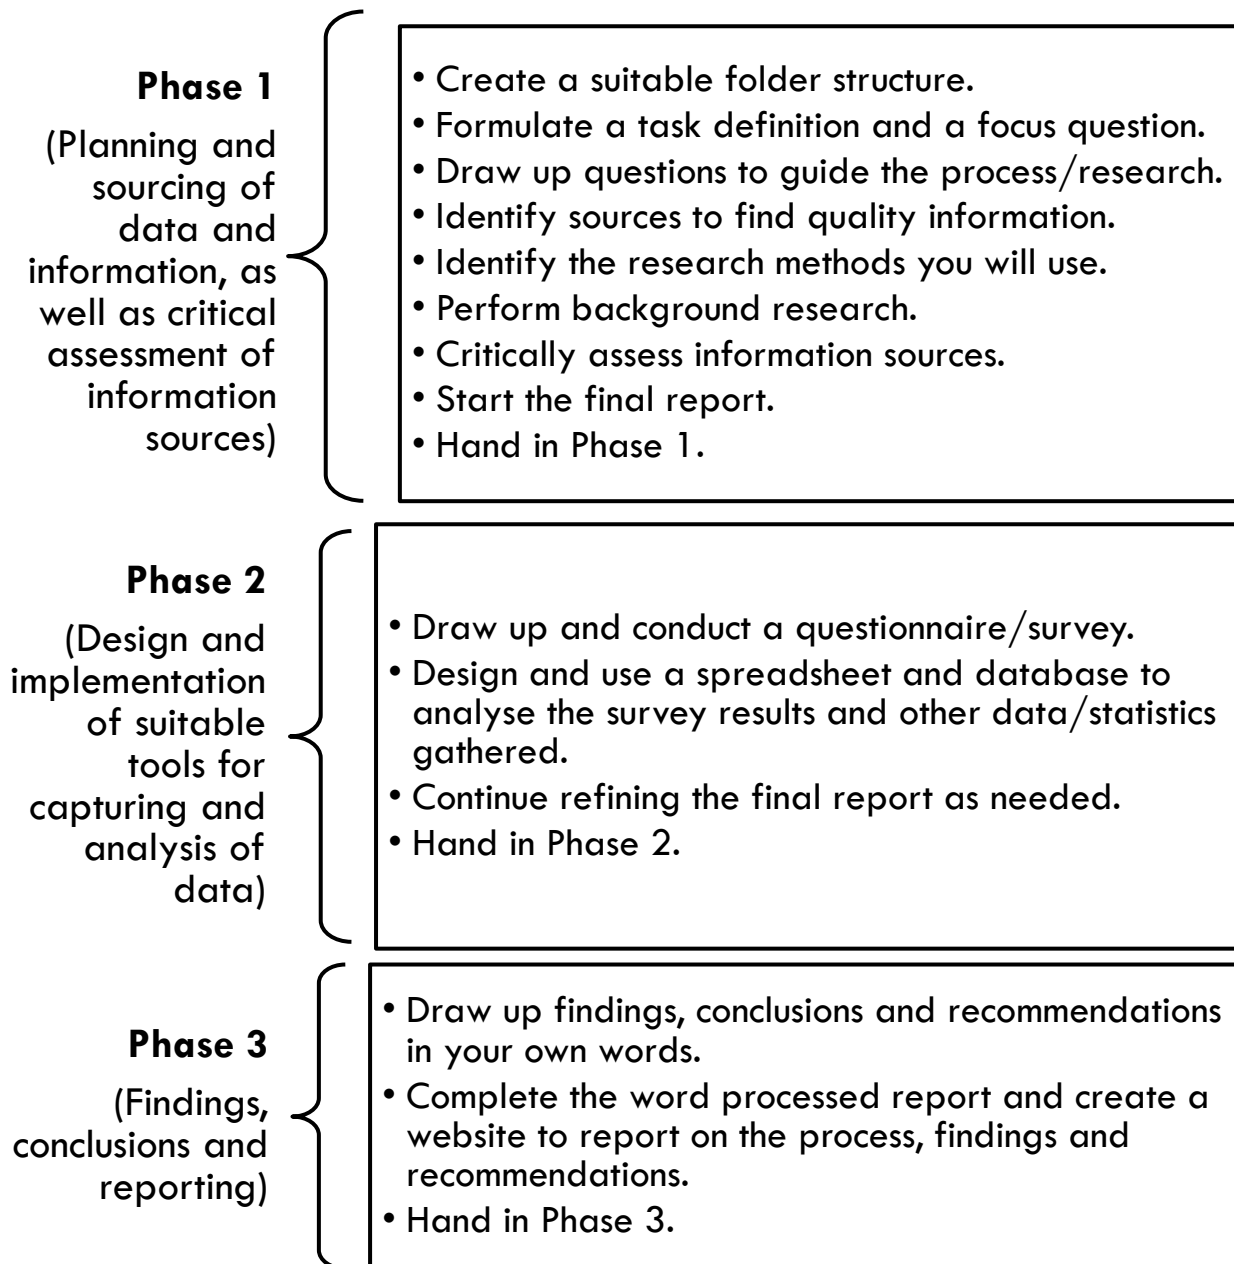 Phase 1
(Planning and
sourcing of
data and
information, as
well as critical
assessment of
information
sources)
• Create a suitable folder structure.
• Formulate a task definition and a focus question.
• Draw up questions to guide the process/research.
• Identify sources to find quality information.
• Identify the research methods you will use.
• Perform background research.
• Critically assess information sources.
• Start the final report.
• Hand in Phase 1.
Phase 2
(Design and
implementation
of suitable
tools for
capturing and
analysis of
data)
• Draw up and conduct a questionnaire/survey.
• Design and use a spreadsheet and database to
analyse the survey results and other data/statistics
gathered.
• Continue refining the final report as needed.
• Hand in Phase 2.
Phase 3
(Findings,
conclusions and
reporting)
• Draw up findings, conclusions and recommendations
in your own words.
• Complete the word processed report and create a
website to report on the process, findings and
recommendations.
• Hand in Phase 3.